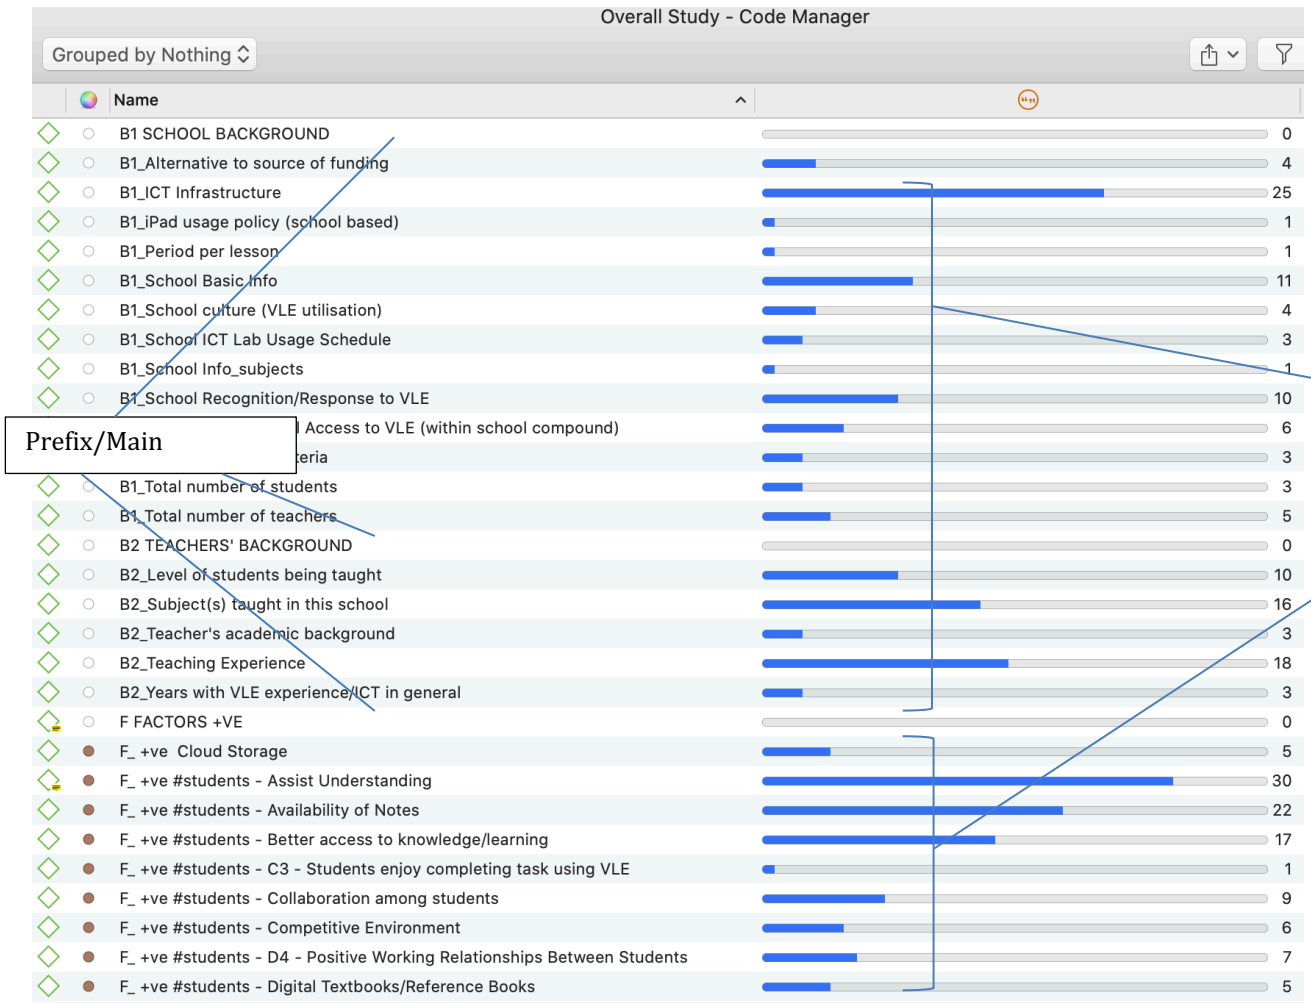 Overall Study - Code Manager
Grouped by Nothing
Name
B1 SCHOOL BACKGROUND 0
B1_Alternative to source of funding 4
B1_ICT Infrastructure 25
B1_iPad usage policy (school based) 1
B1_Period per lesson 1
B1_School Basic Info 11
B1_School culture (VLE utilisation) 4
B1_School ICT Lab Usage Schedule 3
B1_School Info_subjects 1
B1_School Recognition/Response to VLE 10
Prefix/Main
Access to VLE (within school compound) 6
teria 3
B1_Total number of students 3
B1_Total number of teachers 5
B2 TEACHERS' BACKGROUND 0
B2_Level of students being taught 10
B2_Subject(s) taught in this school 16
B2_Teacher's academic background 3
B2_Teaching Experience 18
B2_Years with VLE experience/ICT in general 3
F FACTORS +VE 0
F_ +ve  Cloud Storage 5
F_ +ve #students - Assist Understanding 30
F_ +ve #students - Availability of Notes 22
F_ +ve #students - Better access to knowledge/learning 17
F_ +ve #students - C3 - Students enjoy completing task using VLE 1
F_ +ve #students - Collaboration among students 9
F_ +ve #students - Competitive Environment 6
F_ +ve #students - D4 - Positive Working Relationships Between Students 7
F_ +ve #students - Digital Textbooks/Reference Books 5